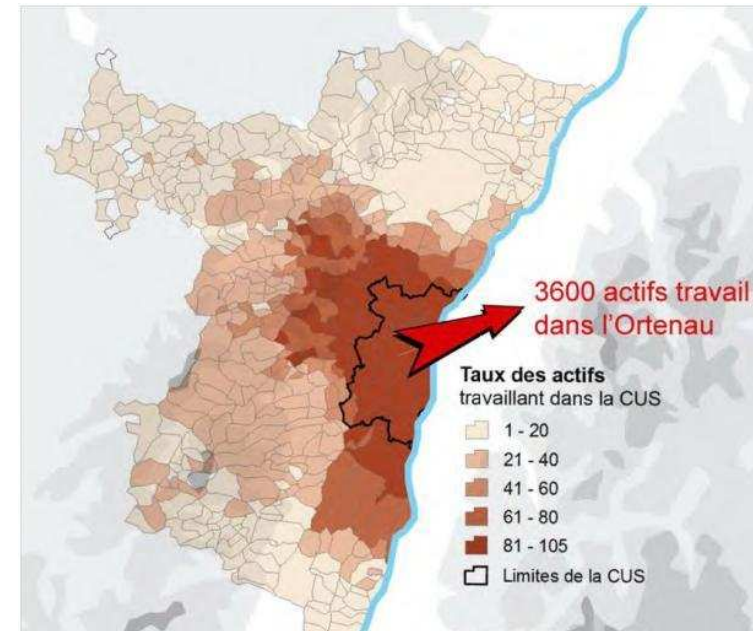 3600 actifs travail
dans l'Ortenau
Taux des actifs
travaillant dans la CUS
1 - 20
21 - 40
41 - 60
61 - 80
81 - 105
Limites de la CUS